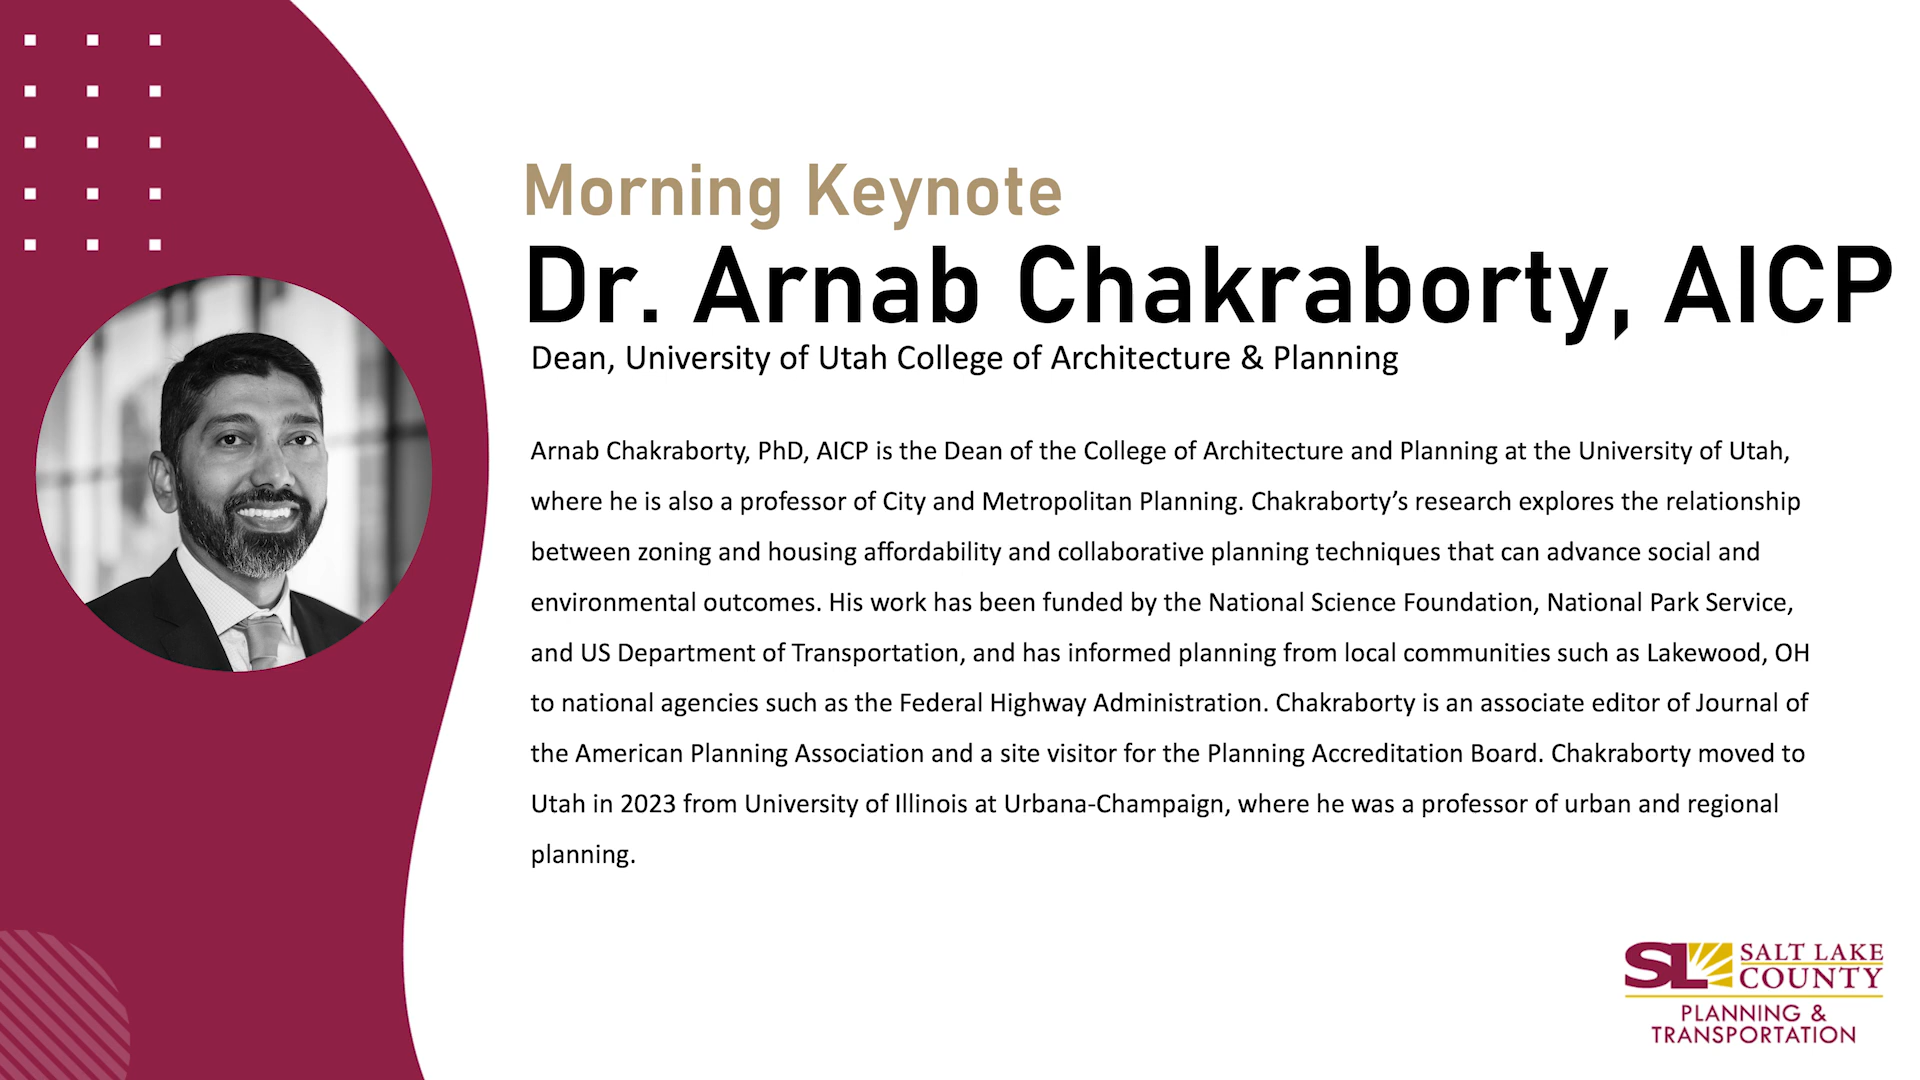 Morning Keynote
Dr. Arnab Chakraborty, AICP
Dean, University of Utah College of Architecture & Planning
Arnab Chakraborty, PhD, AICP is the Dean of the College of Architecture and Planning at the University of Utah,
where he is also a professor of City and Metropolitan Planning. Chakraborty’s research explores the relationship
between zoning and housing affordability and collaborative planning techniques that can advance social and
environmental outcomes. His work has been funded by the National Science Foundation, National Park Service,
and US Department of Transportation, and has informed planning from local communities such as Lakewood, OH
to national agencies such as the Federal Highway Administration. Chakraborty is an associate editor of Journal of
the American Planning Association and a site visitor for the Planning Accreditation Board. Chakraborty moved to
Utah in 2023 from University of Illinois at Urbana-Champaign, where he was a professor of urban and regional
planning.
SL SALT LAKE
COUNTY
PLANNING &
TRANSPORTATION